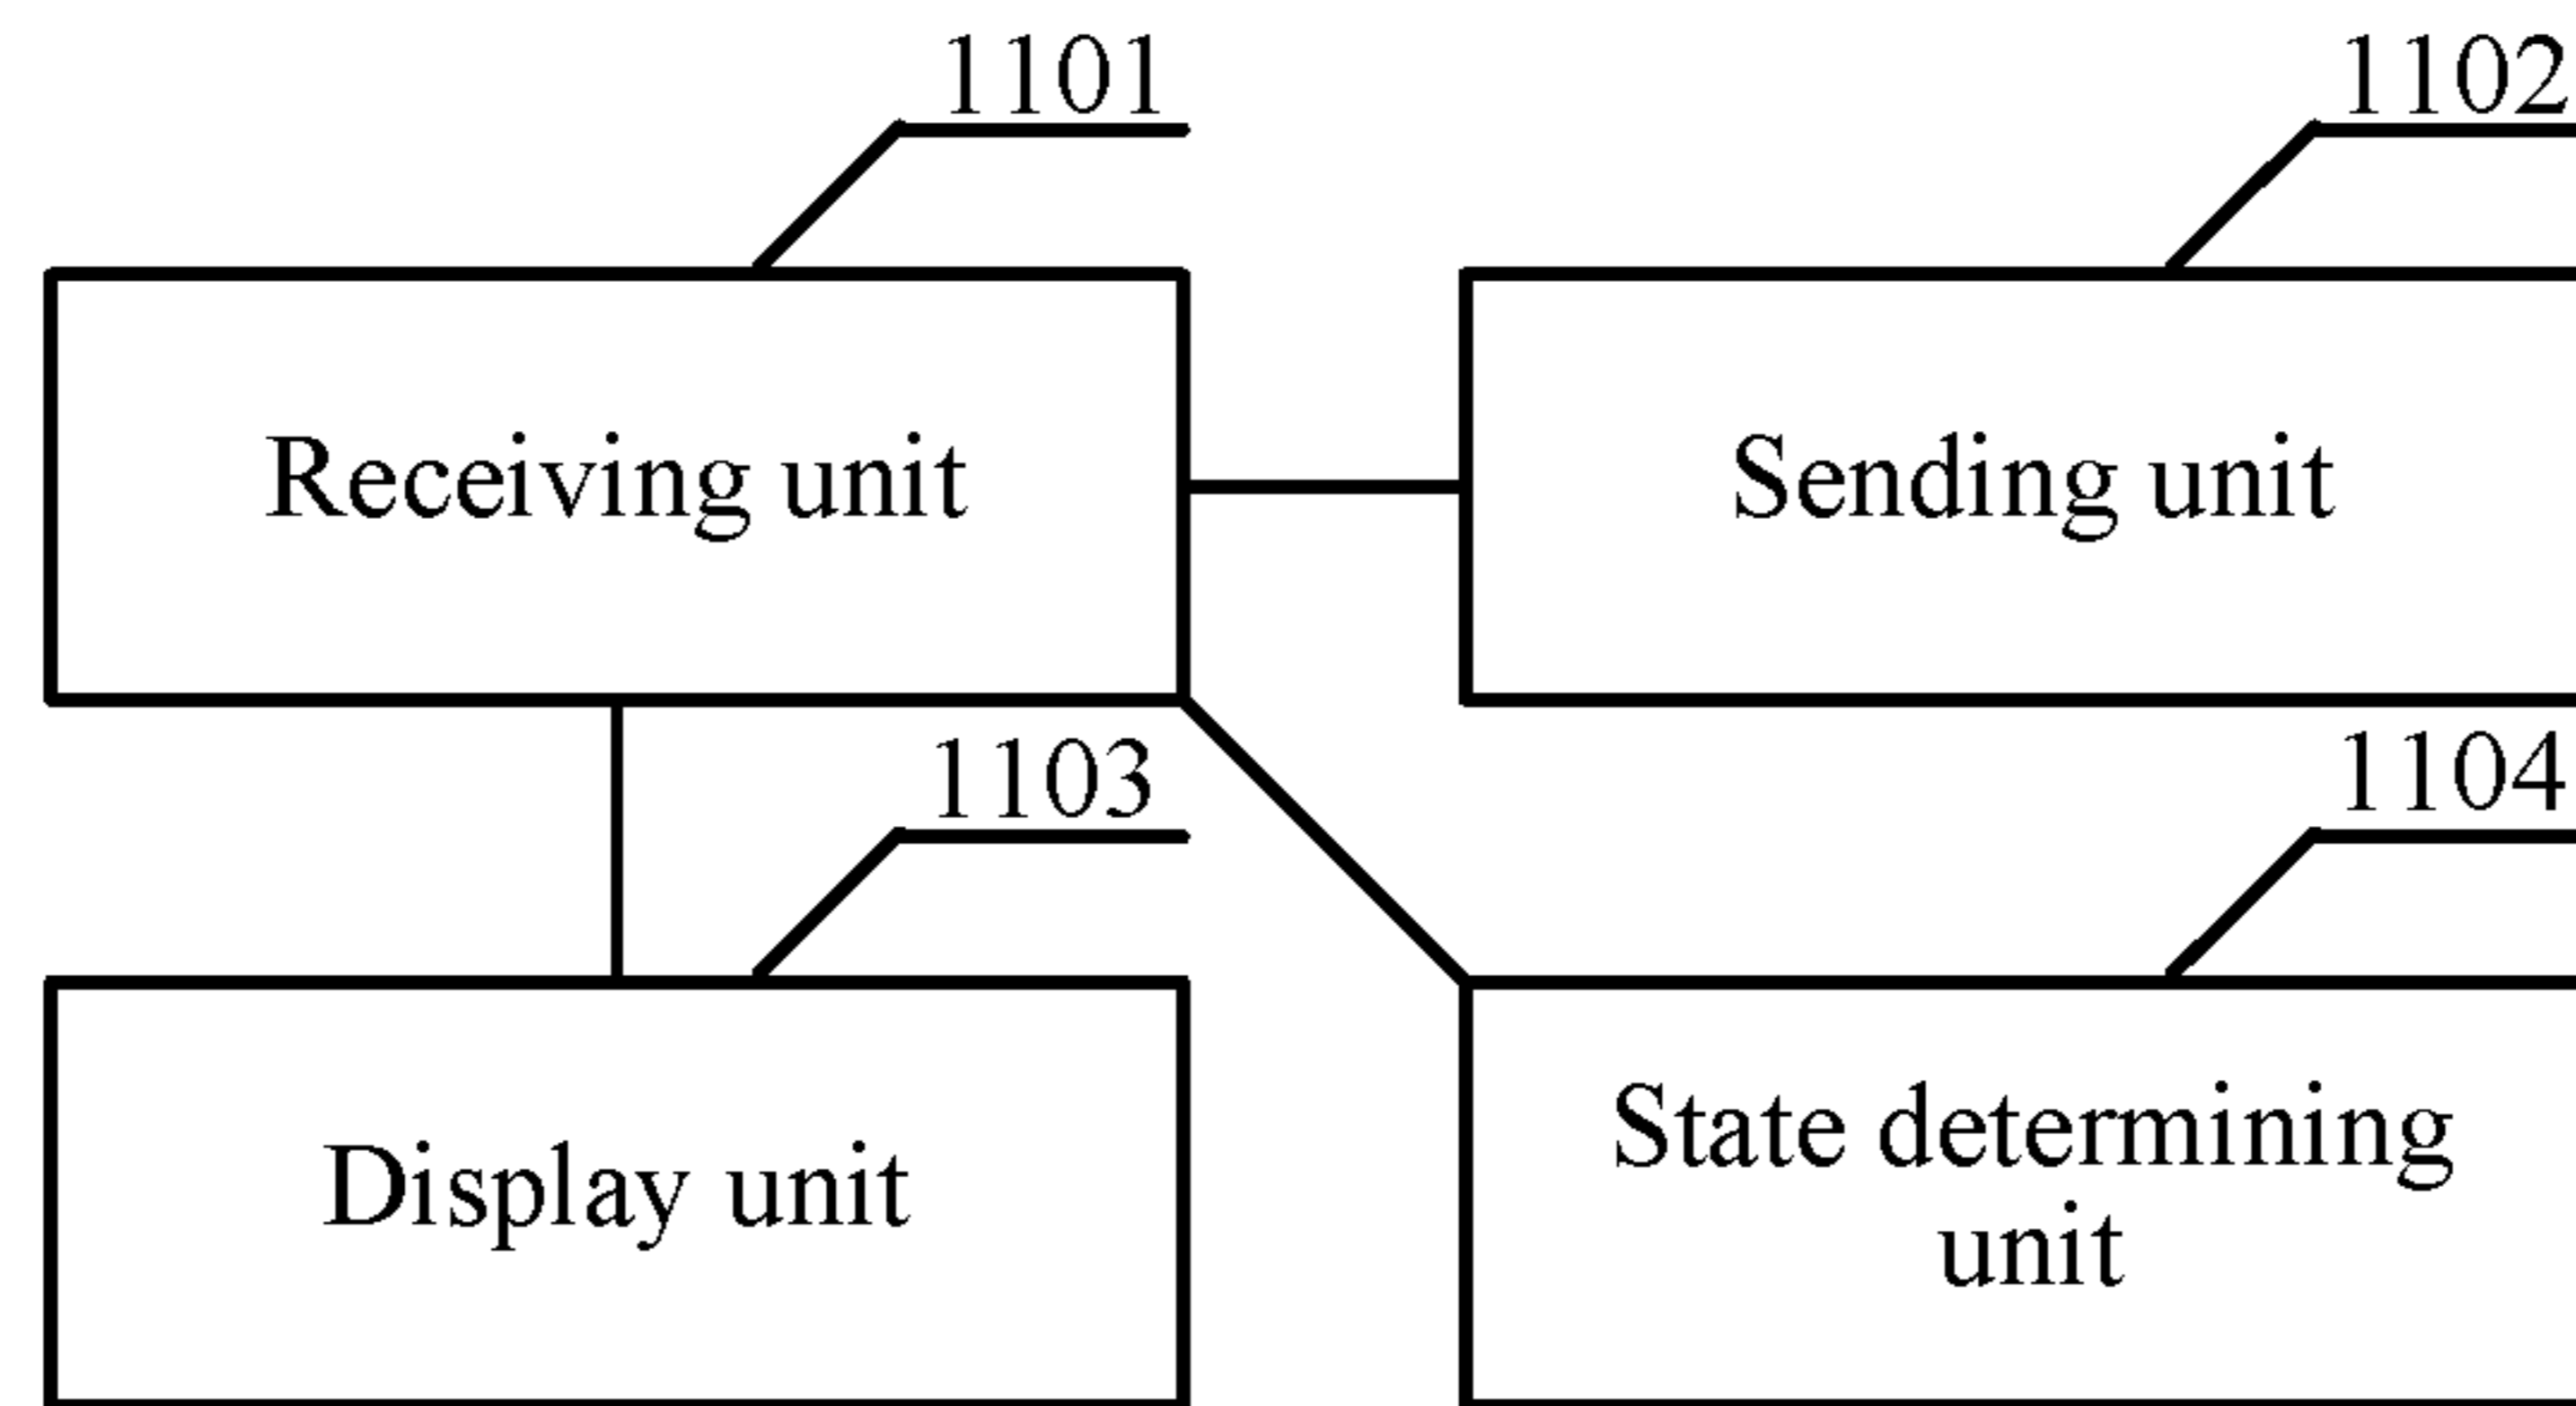 1101
1102
Receiving unit
Sending unit
1103
1104
Display unit
State determining
unit